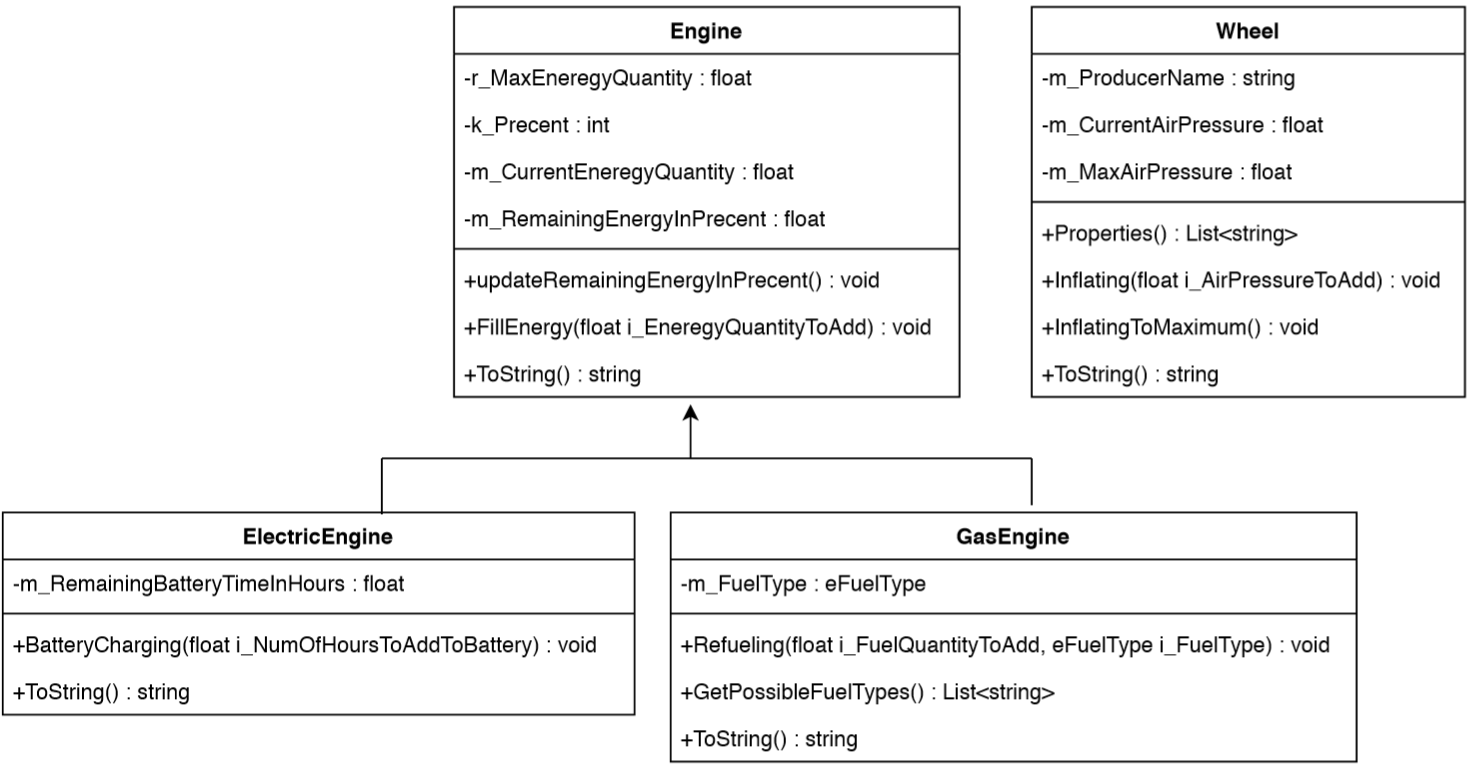 Engine
-r_MaxEneregyQuantity : float
-k_Precent : int
-m_CurrentEneregyQuantity : float
-m_RemainingEnergyInPrecent : float
+updateRemainingEnergyInPrecent() : void
+FillEnergy(float i_EneregyQuantityToAdd) : void
+ToString() : string
Wheel
-m_ProducerName : string
-m_CurrentAirPressure : float
-m_MaxAirPressure : float
+Properties() : List<string>
+Inflating(float i_AirPressureToAdd) : void
+InflatingToMaximum() : void
+ToString() : string
ElectricEngine
-m_RemainingBatteryTimeInHours : float
+BatteryCharging(float i_NumOfHoursToAddToBattery) : void
+ToString() : string
GasEngine
-m_FuelType : eFuelType
+Refueling(float i_FuelQuantityToAdd, eFuelType i_FuelType) : void
+GetPossibleFuelTypes() : List<string>
+ToString() : string